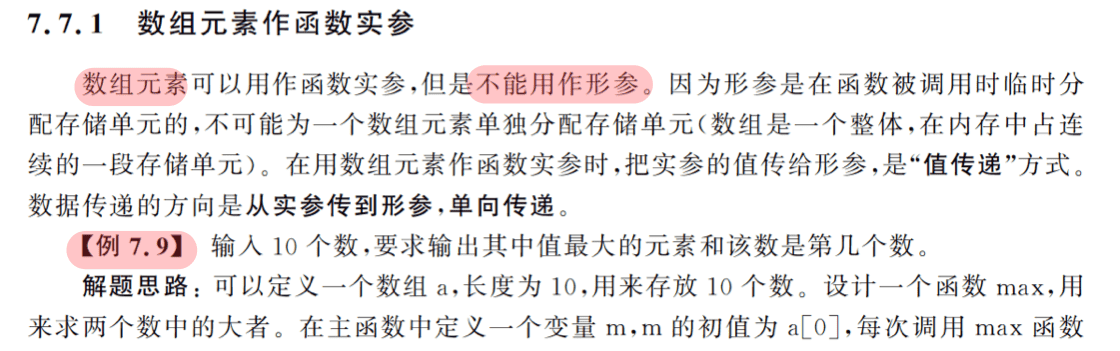 7.7.1 数组元素作函数实参
数组元素可以用作函数实参,但是不能用作形参。因为形参是在函数被调用时临时分
配存储单元的,不可能为一个数组元素单独分配存储单元(数组是一个整体,在内存中占连
续的一段存储单元)。在用数组元素作函数实参时,把实参的值传给形参,是“值传递”方式。
数据传递的方向是从实参传到形参,单向传递。
【例 7.9】 输入 10 个数,要求输出其中值最大的元素和该数是第几个数。
解题思路:可以定义一个数组 a,长度为 10,用来存放 10 个数。设计一个函数 max,用
来求两个数中的大者。在主函数中定义一个变量 m,m 的初值为 a[0],每次调用 max 函数